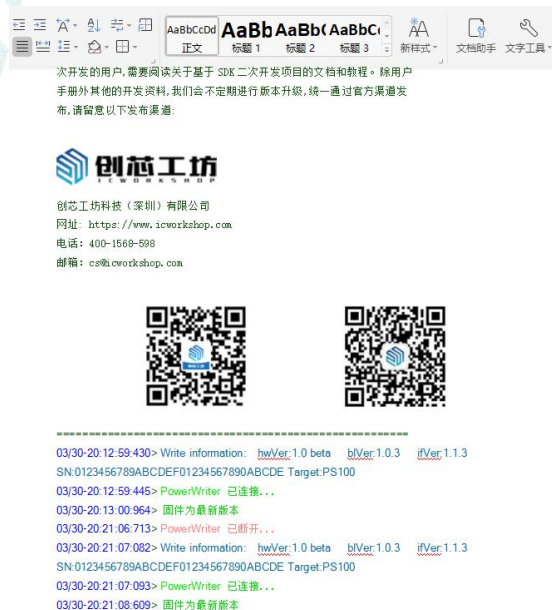 AaBbCcDd AaBb AaBb( AaBbC(
正文 标题 1 标题 2 标题 3 新样式 文档助手 文字工具
次开发的用户,需要阅读关于基于 SDK 二次开发项目的文档和教程。除用户
手册外其他的开发资料,我们会不定期进行版本升级,统一通过官方渠道发
布,请留意以下发布渠道:
创芯工坊
ICWORKSHOP
创芯工坊科技（深圳）有限公司
网址: https://www.icworkshop.com
电话: 400-1568-598
邮箱: cs@icworkshop.com
======================================================
03/30-20:12:59:430> Write information: hwVer:1.0 beta blVer:1.0.3 ifVer:1.1.3
SN:0123456789ABCDEF01234567890ABCDE Target:PS100
03/30-20:12:59:445> PowerWriter 已连接...
03/30-20:13:00:964> 固件为最新版本
03/30-20:21:06:713> PowerWriter 已断开...
03/30-20:21:07:082> Write information: hwVer:1.0 beta blVer:1.0.3 ifVer:1.1.3
SN:0123456789ABCDEF01234567890ABCDE Target:PS100
03/30-20:21:07:093> PowerWriter 已连接...
03/30-20:21:08:609> 固件为最新版本